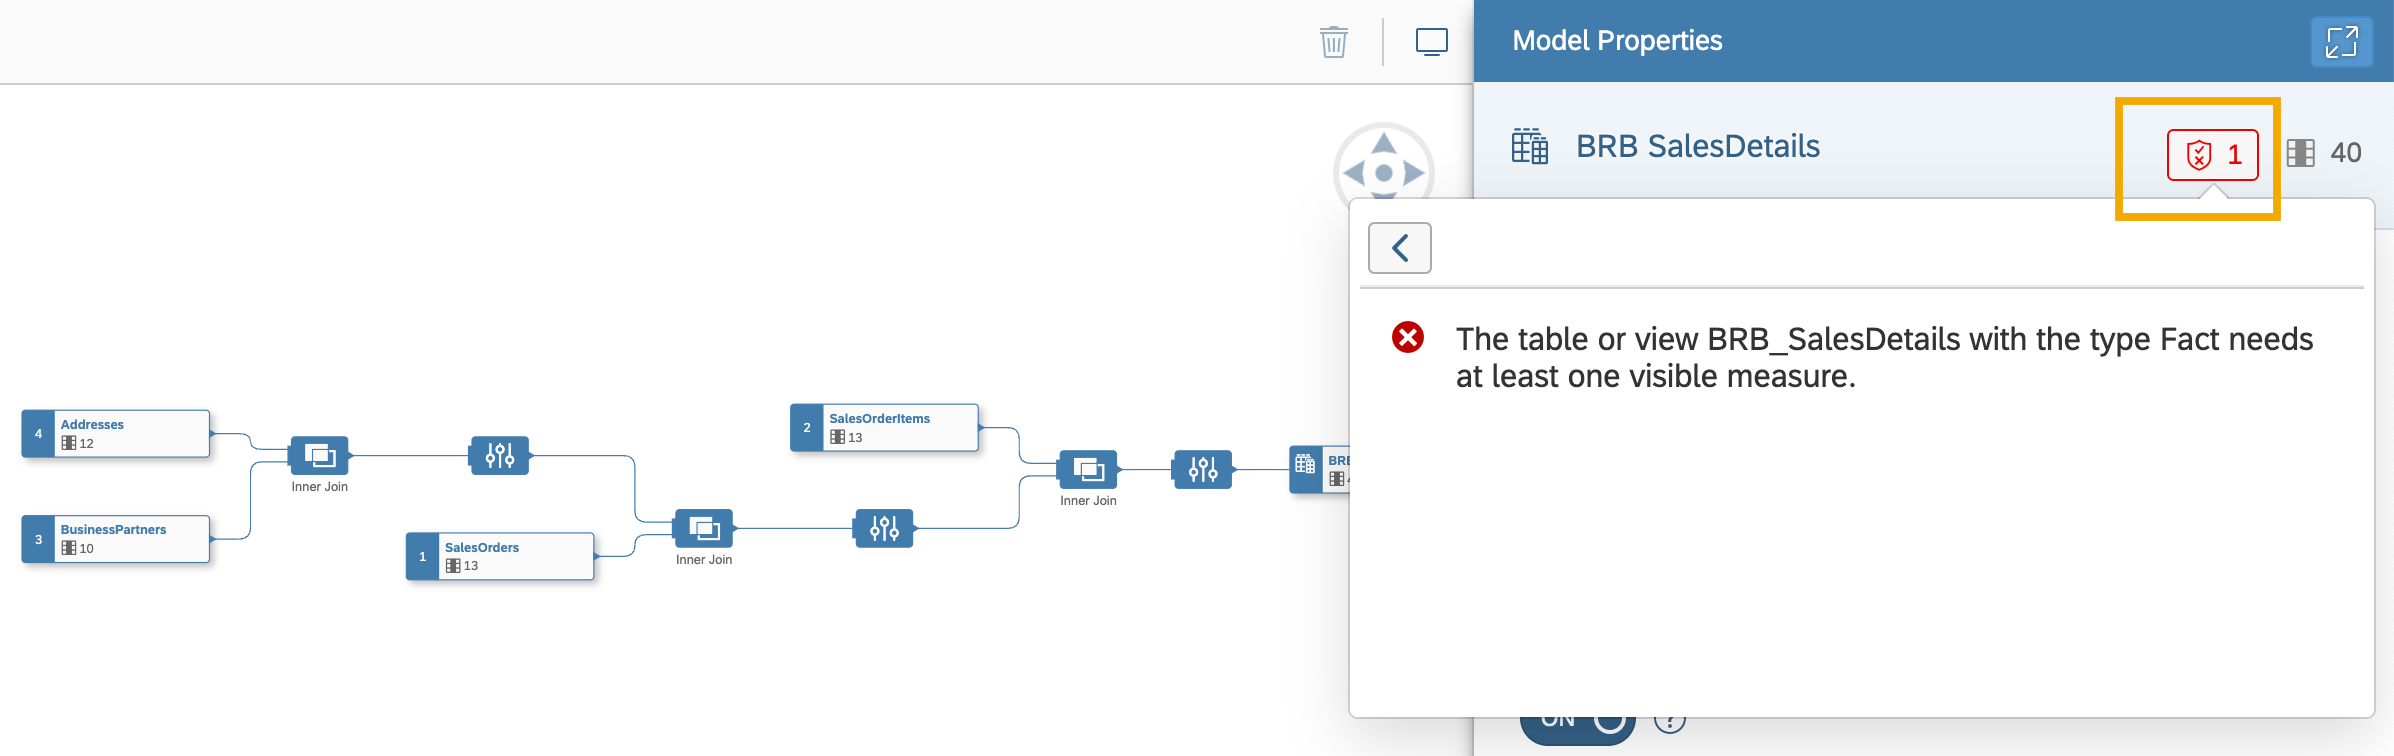 Model Properties
BRB SalesDetails
1
40
The table or view BRB_SalesDetails with the type Fact needs
at least one visible measure.
4
Addresses
12
Inner Join
3
BusinessPartners
10
1
SalesOrders
13
Inner Join
2
SalesOrderItems
13
Inner Join
BRB
4
ON
?